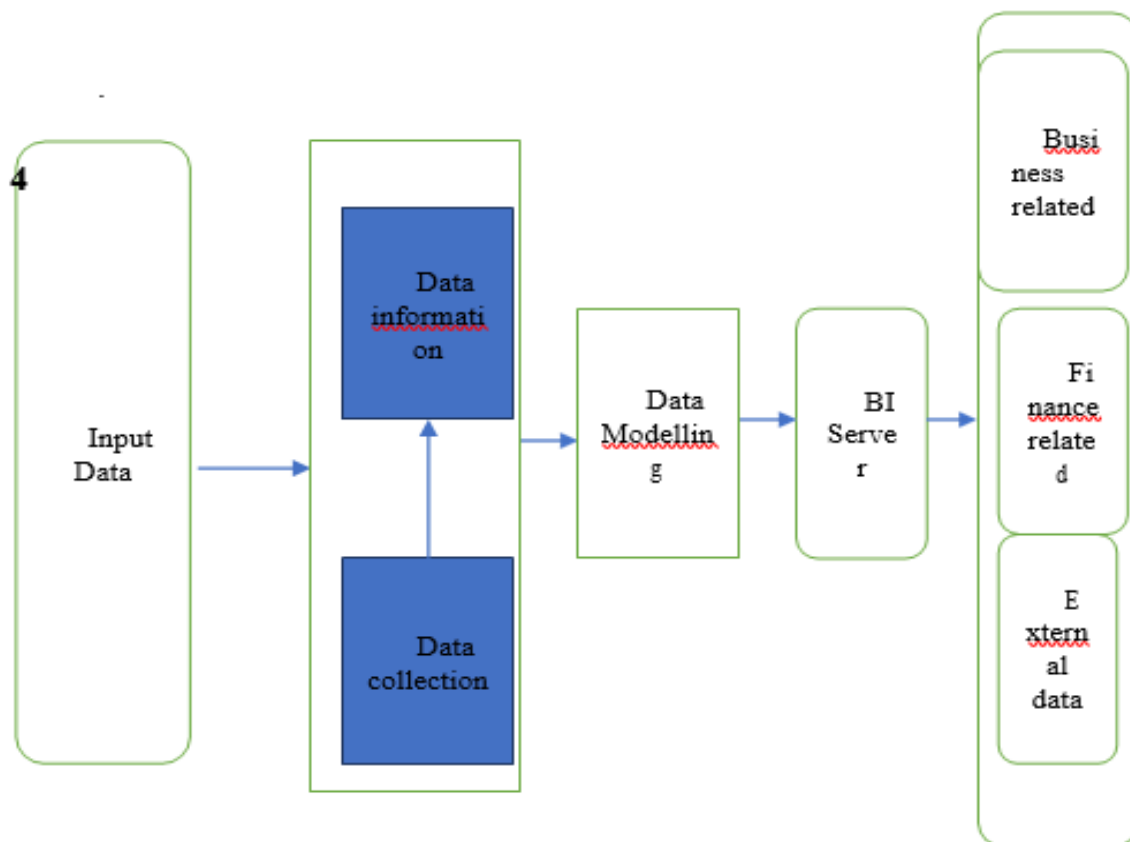 -
4
Input
Data
Data
informati
on
Data
collection
Data
Modellin
g
BI
Serve
r
Busi
ness
related
Fi
nance
relate
d
E
xtern
al
data